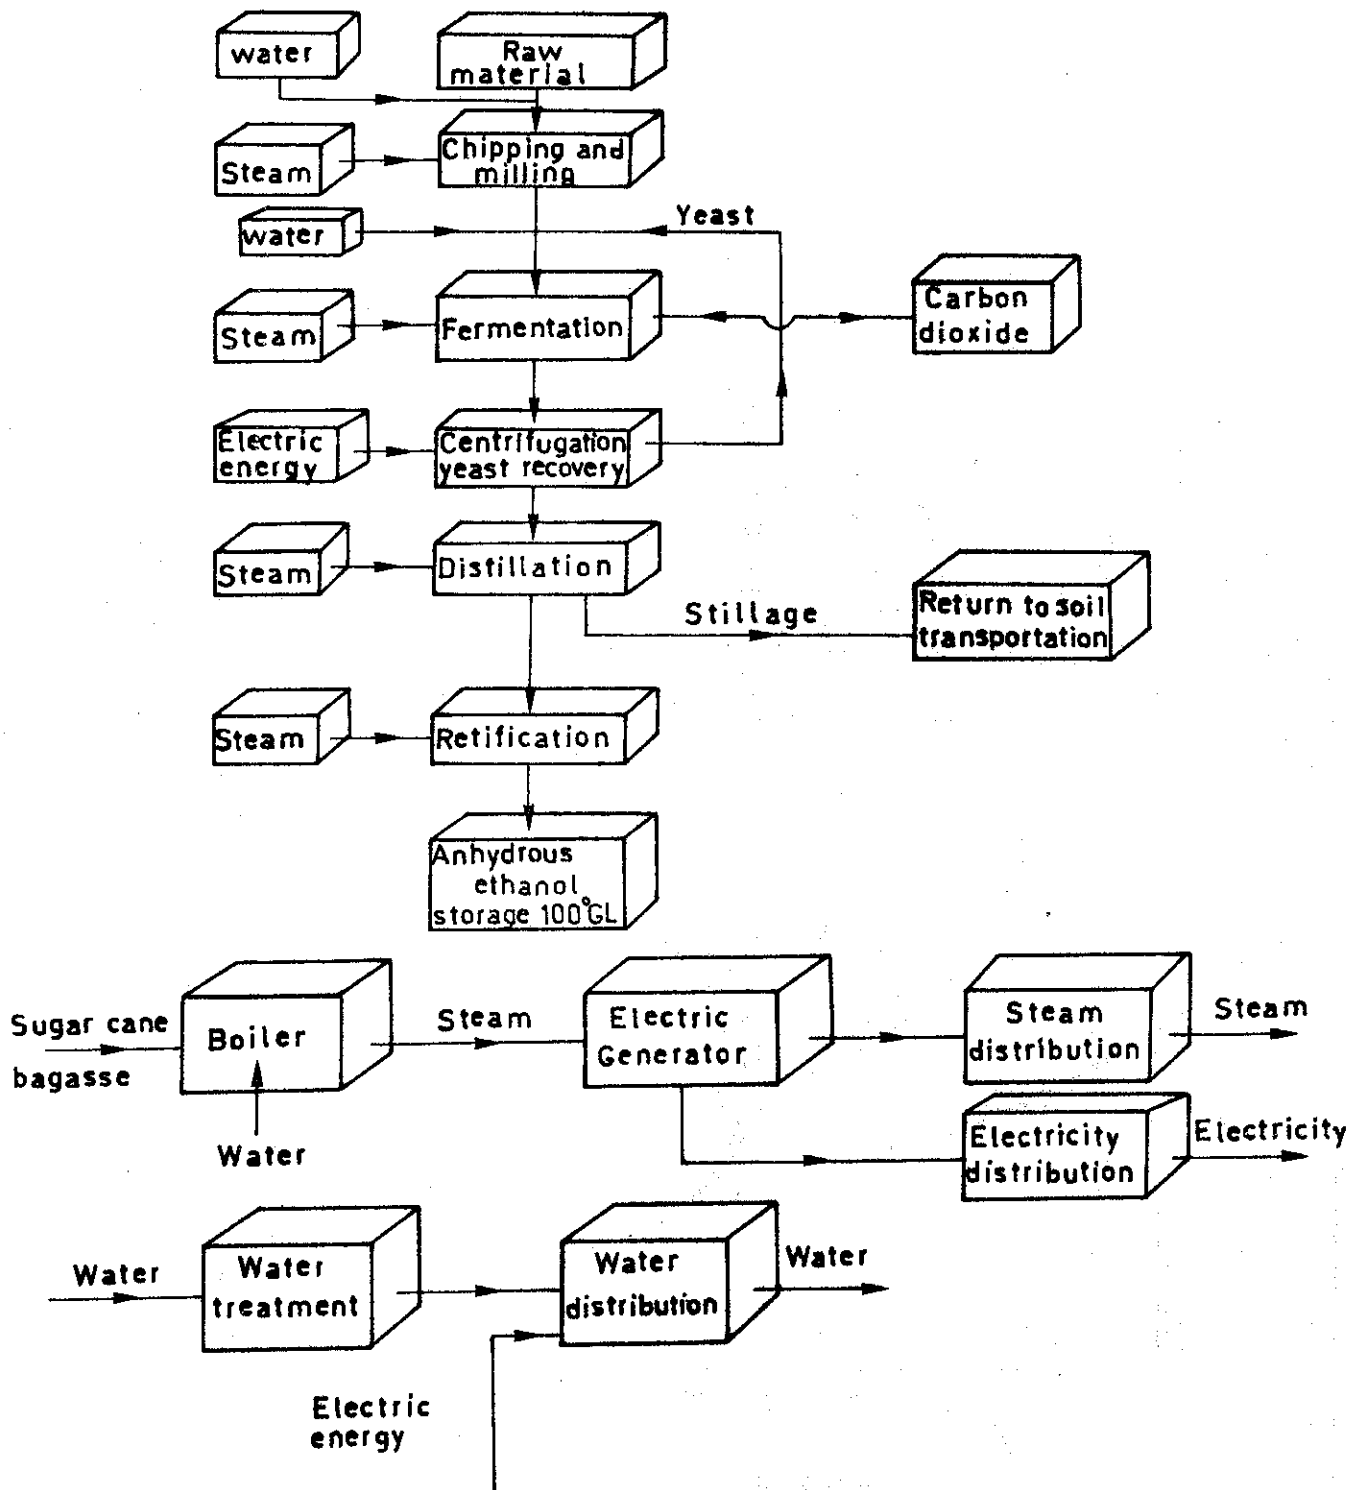 water
Raw
material
Steam
Chipping and
milling
water
Yeast
Steam
Fermentation
Carbon
dioxide
Electric
energy
Centrifugation
yeast recovery
Steam
Distillation
Stillage
Return to soil
transportation
Steam
Retification
Anhydrous
ethanol
storage 100°GL
Sugar cane
bagasse
Boiler
Water
Steam
Electric
Generator
Steam
distribution
Steam
Electricity
distribution
Electricity
Water
Water
treatment
Water
distribution
Water
Electric
energy